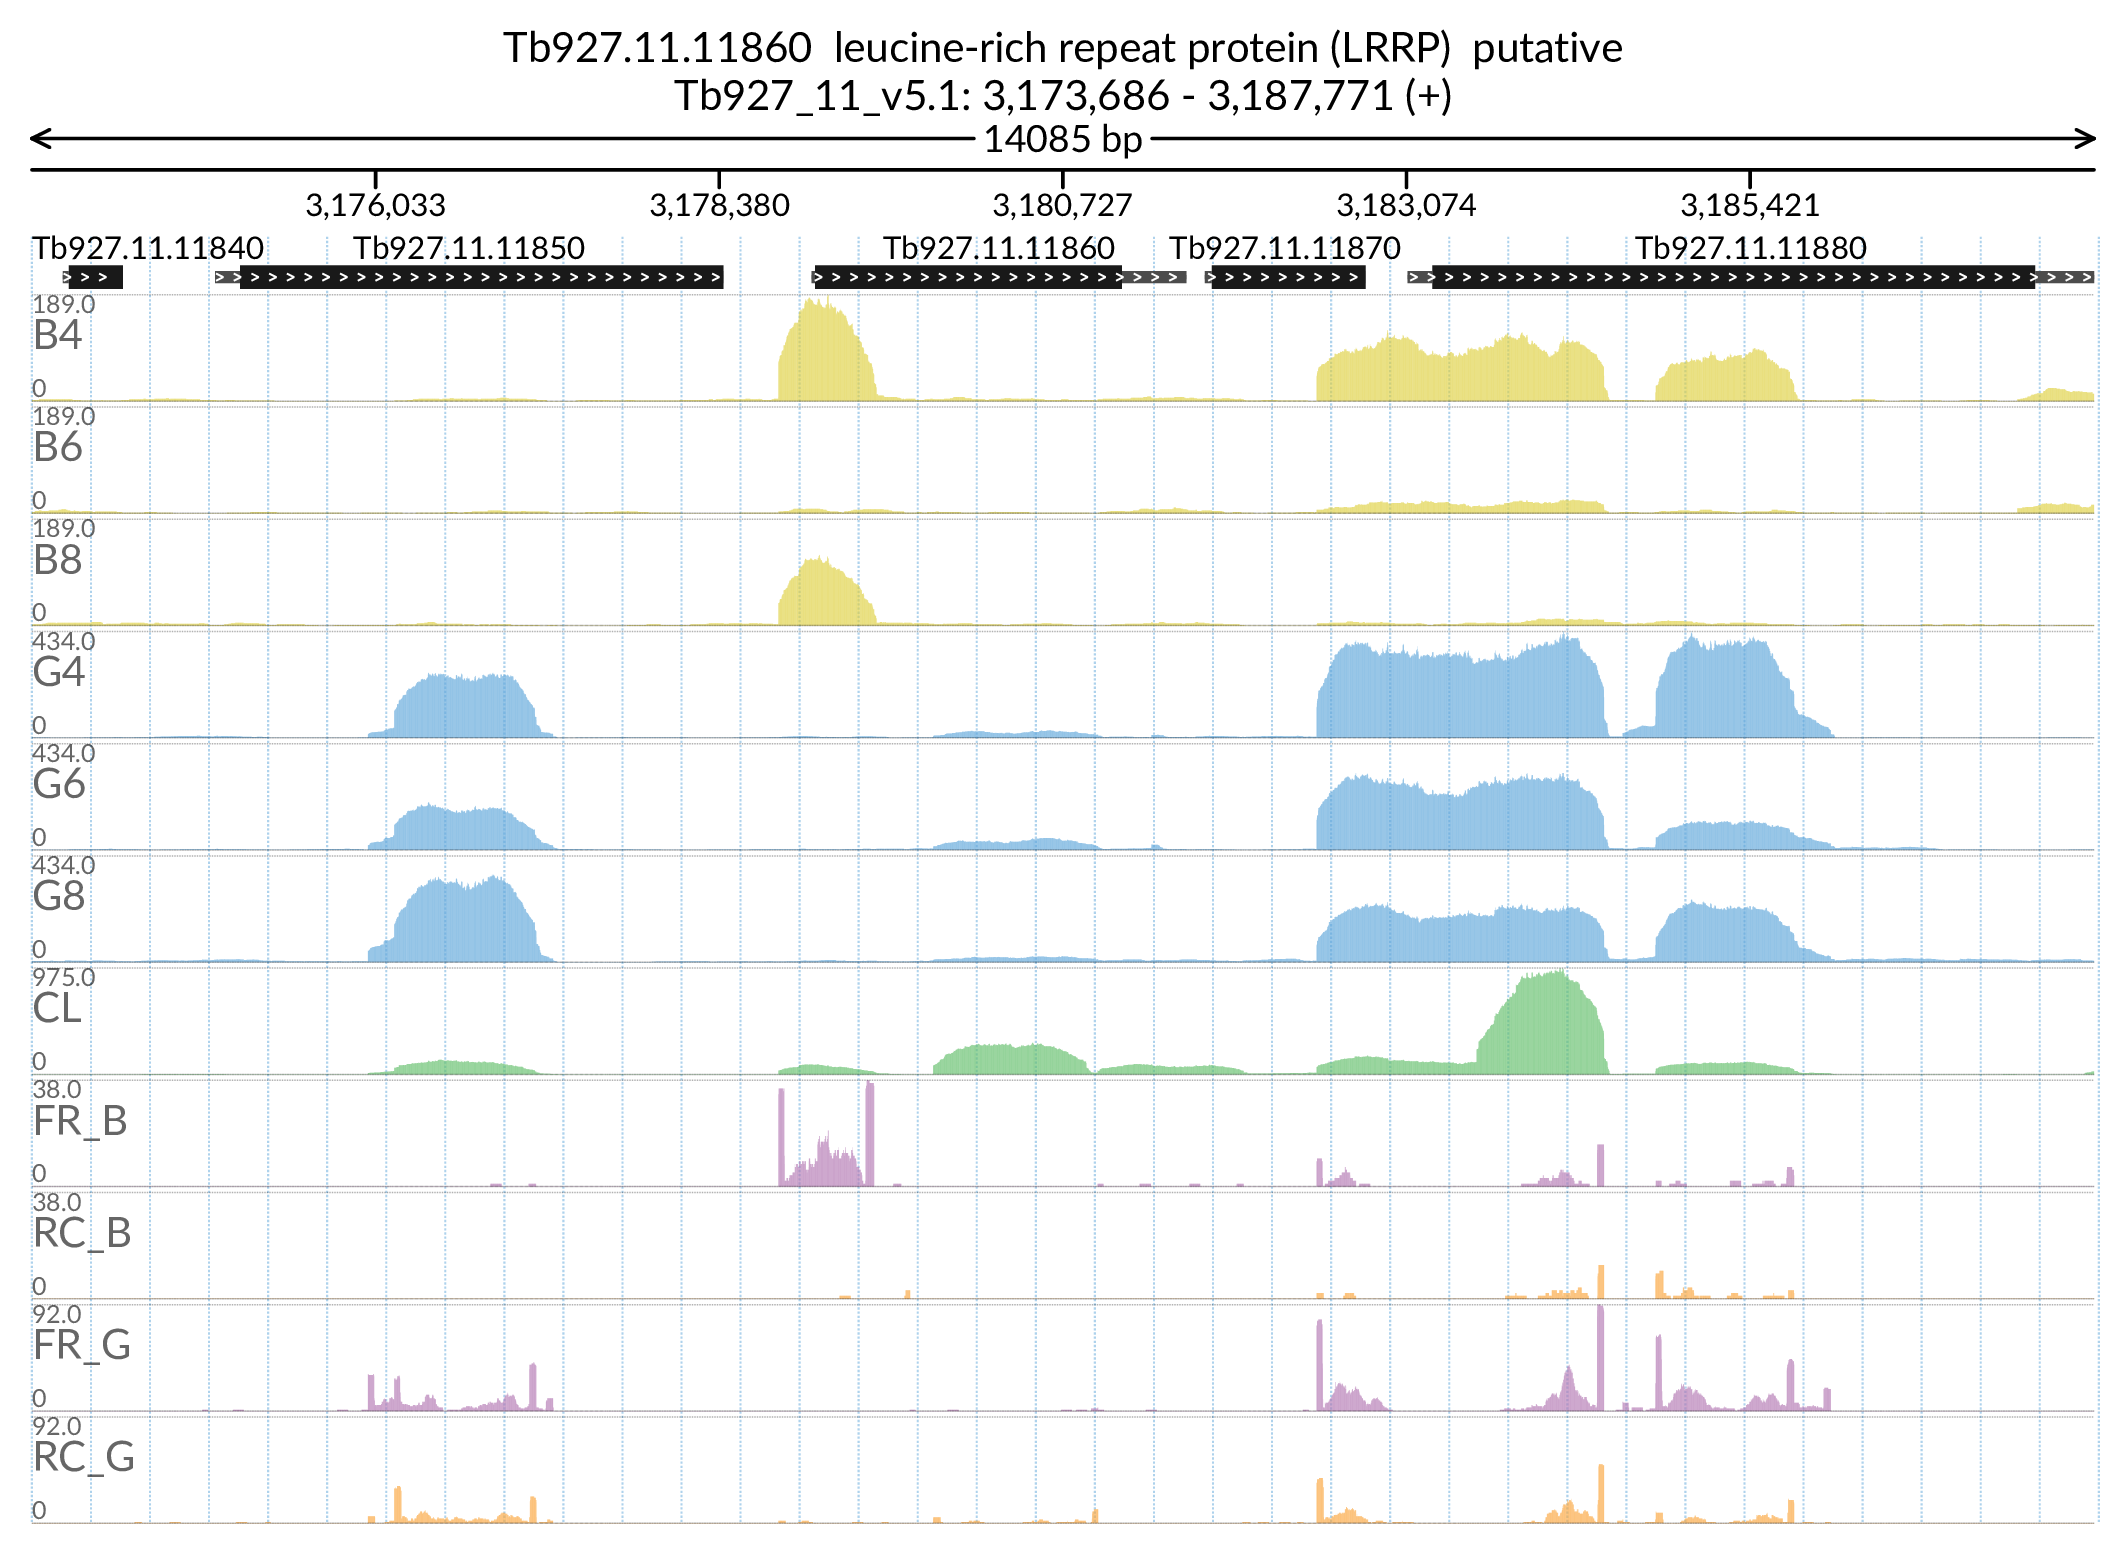 Tb927.11.11860 leucine-rich repeat protein (LRRP) putative
Tb927_11_v5.1: 3,173,686 - 3,187,771 (+)
14085 bp
3,176,033 3,178,380 3,180,727 3,183,074 3,185,421
Tb927.11.11840 Tb927.11.11850 Tb927.11.11860 Tb927.11.11870 Tb927.11.11880
189.0
B4
0
189.0
B6
0
189.0
B8
0
434.0
G4
0
434.0
G6
0
434.0
G8
0
975.0
CL
0
38.0
FR_B
0
38.0
RC_B
0
92.0
FR_G
0
92.0
RC_G
0